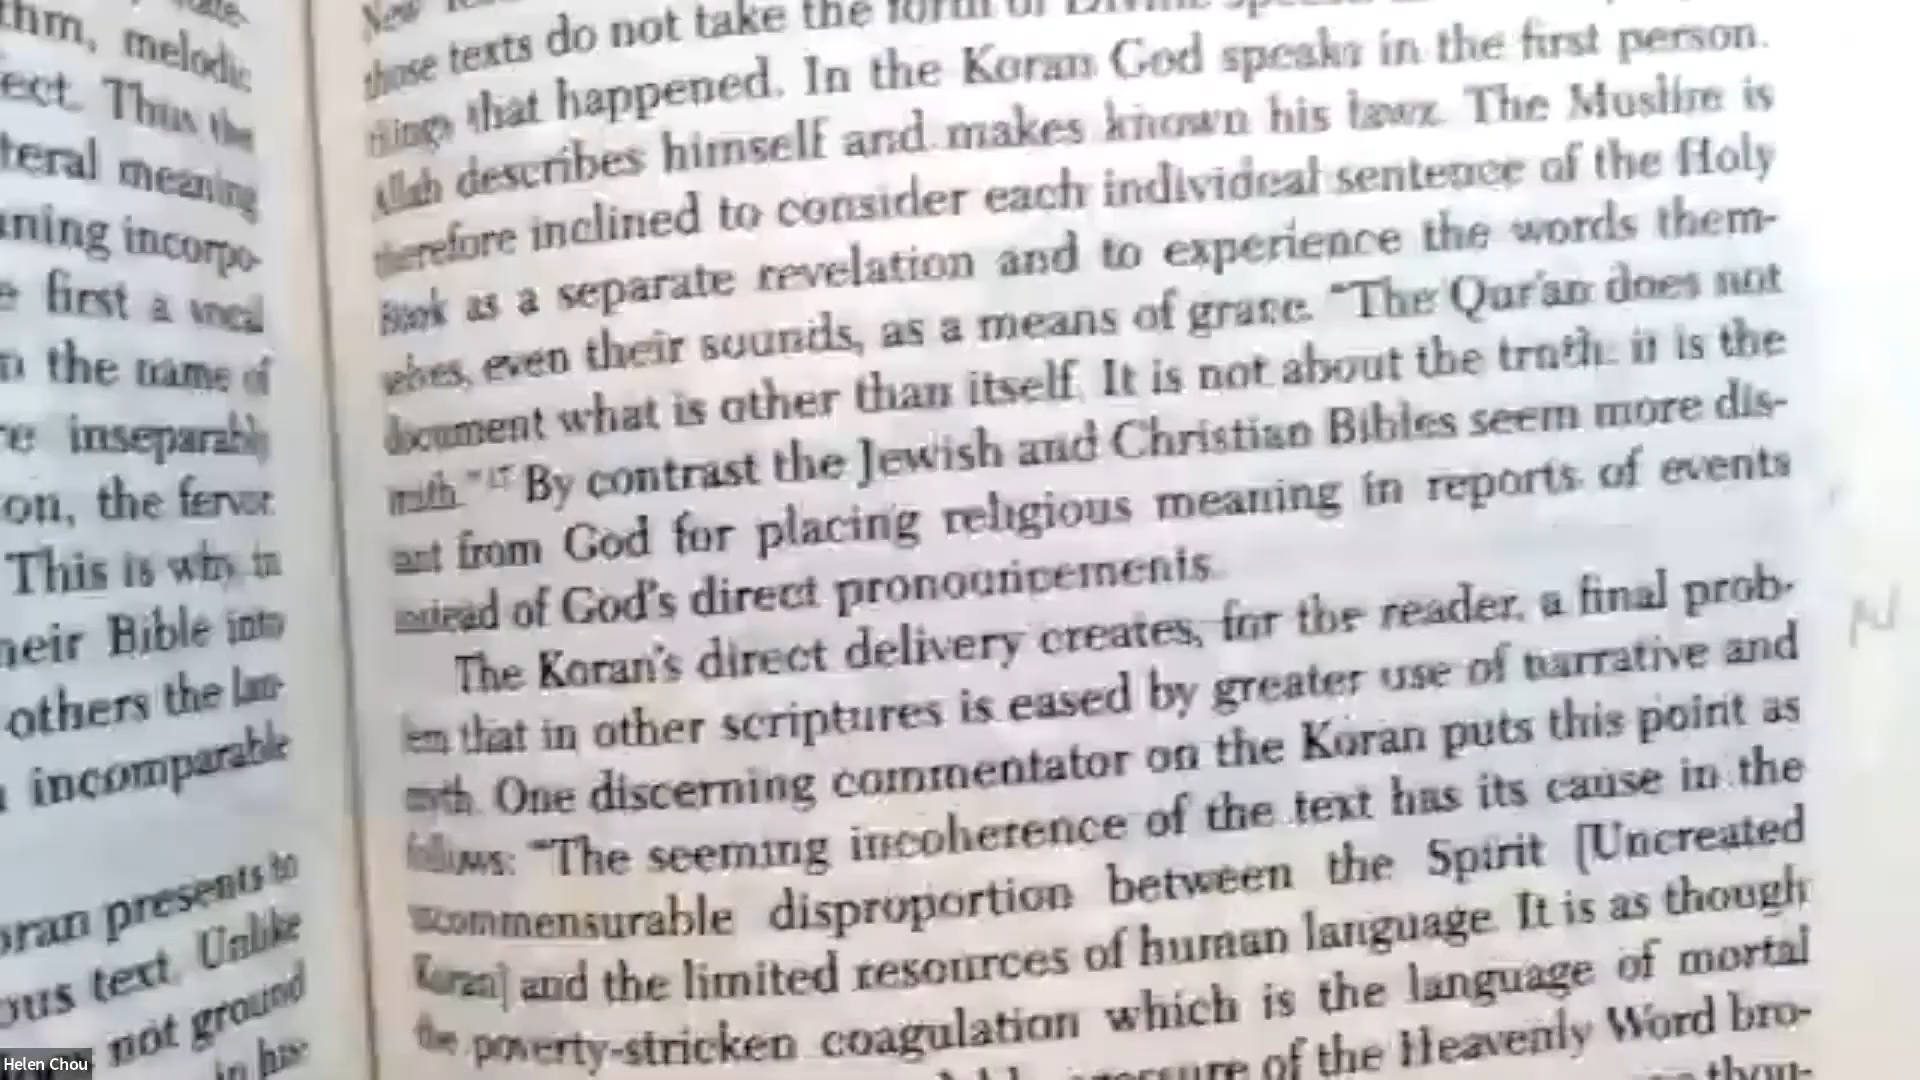 thm, melodic
ect. Thus the
teral meaning
ning incorpo-
e first a vocal
n the name of
re inseparably
on, the fervor
This is why, in
heir Bible into
others the lan-
incomparable
oran presents to
ous text. Unlike
not ground
in his-
New
those texts do not take the form of Divine
things that happened. In the Koran God speaks in the first person.
Allah describes himself and makes known his laws. The Muslim is
therefore inclined to consider each individual sentence of the Holy
Book as a separate revelation and to experience the words them-
selves, even their sounds, as a means of grace. "The Qur'an does not
document what is other than itself. It is not about the truth: it is the
truth."17 By contrast the Jewish and Christian Bibles seem more dis-
tant from God for placing religious meaning in reports of events
instead of God's direct pronouncements.
The Koran's direct delivery creates, for the reader, a final prob-
lem that in other scriptures is eased by greater use of narrative and
myth. One discerning commentator on the Koran puts this point as
follows: "The seeming incoherence of the text has its cause in the
incommensurable disproportion between the Spirit [Uncreated
Koran] and the limited resources of human language. It is as though
the poverty-stricken coagulation which is the language of mortal
of the Heavenly Word bro-
Helen Chou